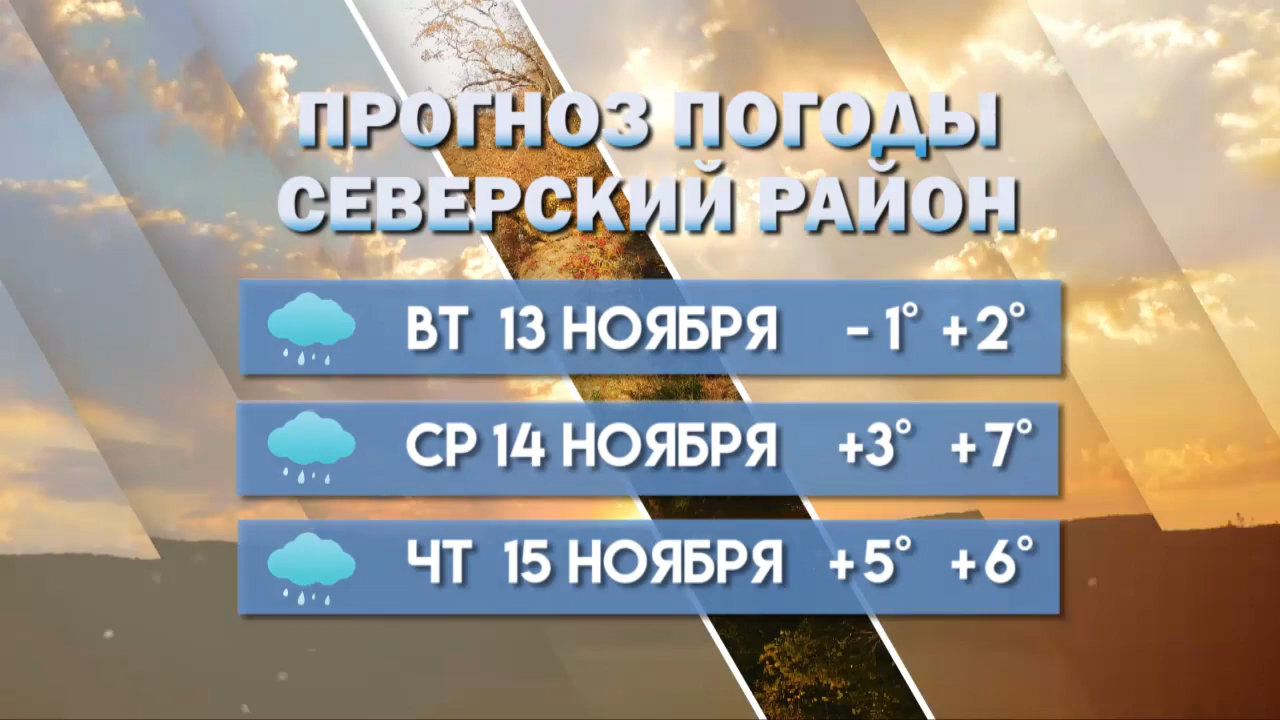 ПРОГНОЗ ПОГОДЫ
СЕВЕРСКИЙ РАЙОН
ВТ 13 НОЯБРЯ -1° +2°
СР 14 НОЯБРЯ +3° +7°
ЧТ 15 НОЯБРЯ +5° +6°